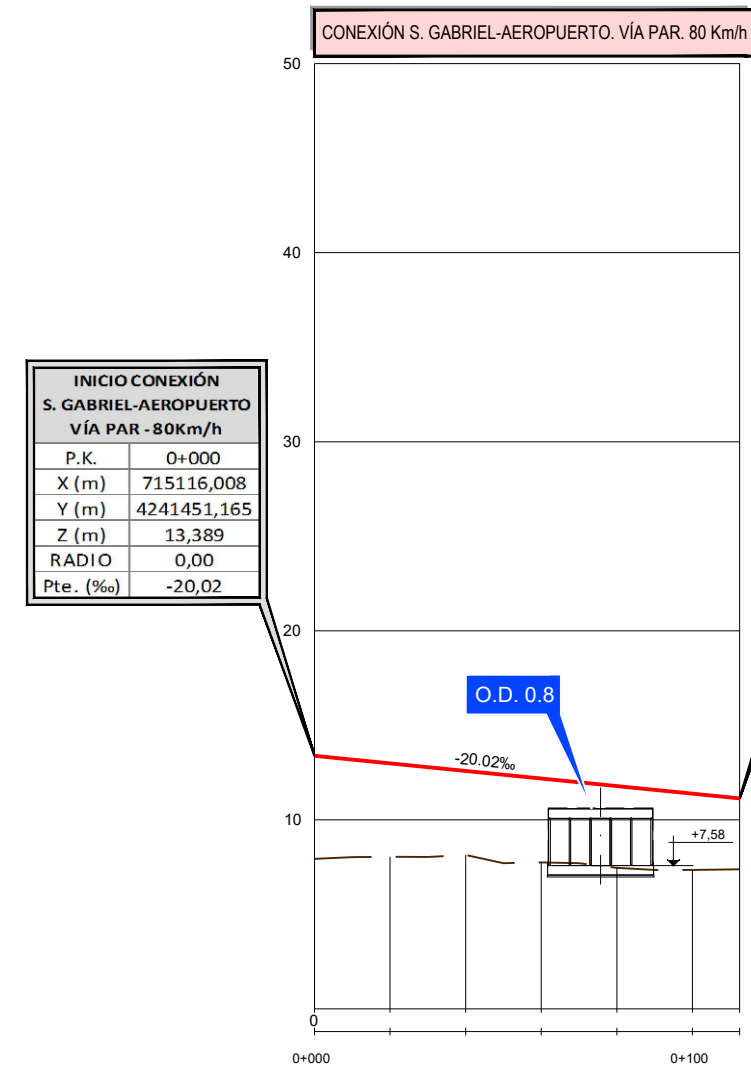 CONEXIÓN S. GABRIEL-AEROPUERTO. VÍA PAR. 80 Km/h
50
40
30
INICIO CONEXIÓN
S. GABRIEL-AEROPUERTO
VÍA PAR - 80Km/h
P.K. 0+000
X (m) 715116,008
Y (m) 4241451,165
Z (m) 13,389
RADIO 0,00
Pte. (‰) -20,02
20
O.D. 0.8
-20.02‰
10
+7,58
0
0+000 0+100